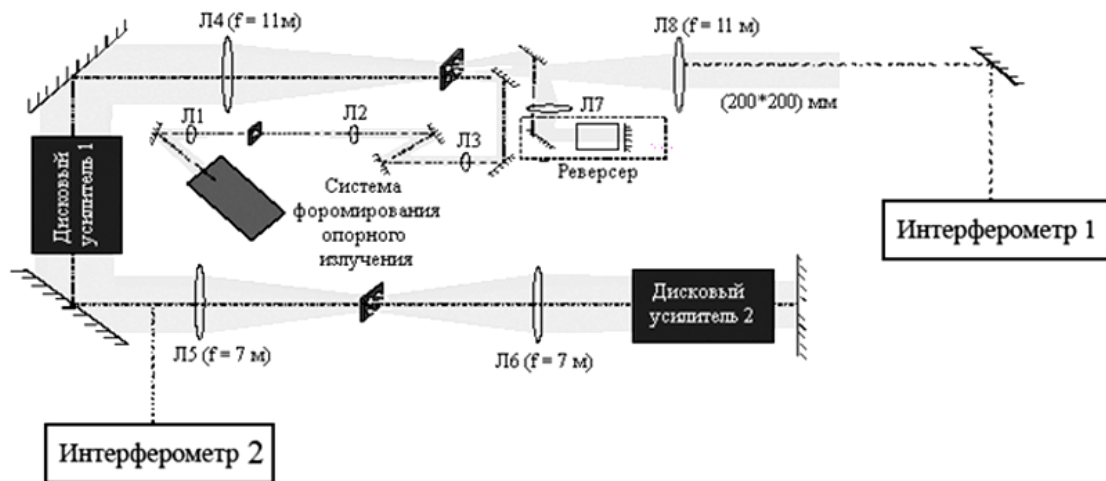 Л4 (f = 11м)
Л8 (f = 11 м)
(200*200) мм
Л1
Л2
Л3
Л7
Реверсер
Дисковый
усилитель 1
Система
форомирования
опорного
излучения
Интерферометр 1
Л5 (f = 7 м)
Л6 (f = 7 м)
Дисковый
усилитель 2
Интерферометр 2